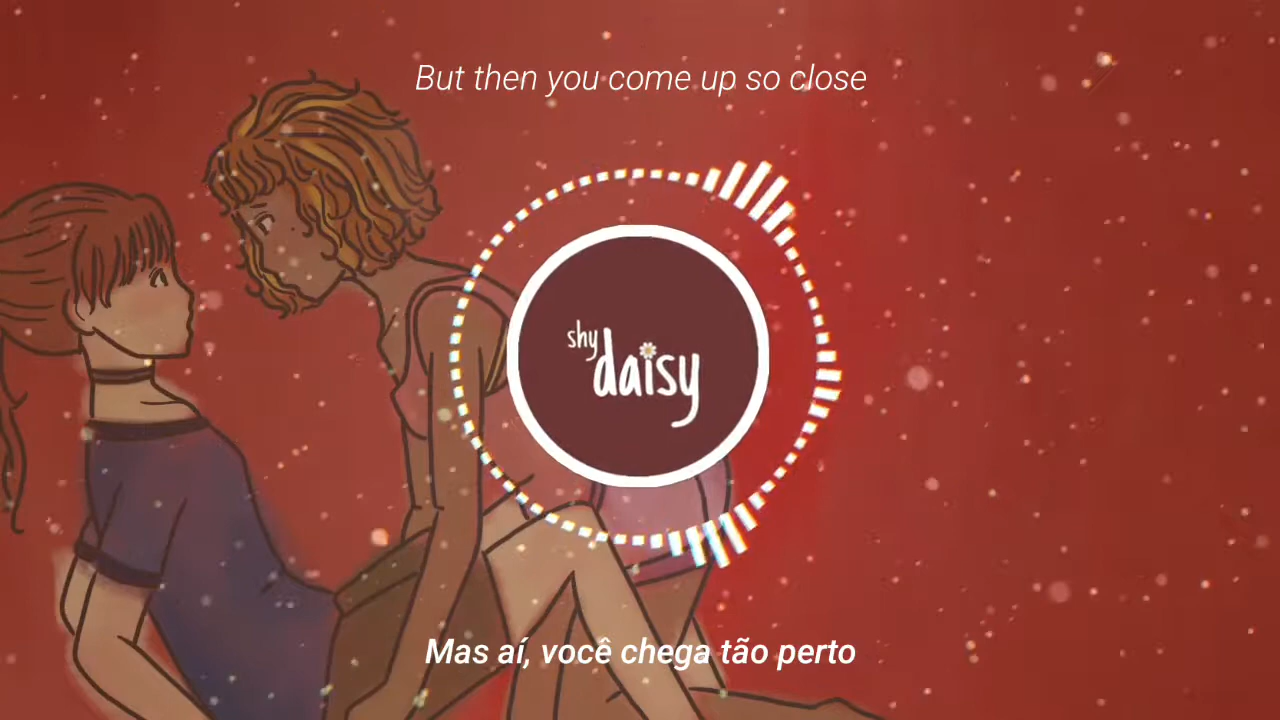 But then you come up so close
shy
daisy
Mas aí, você chega tão perto